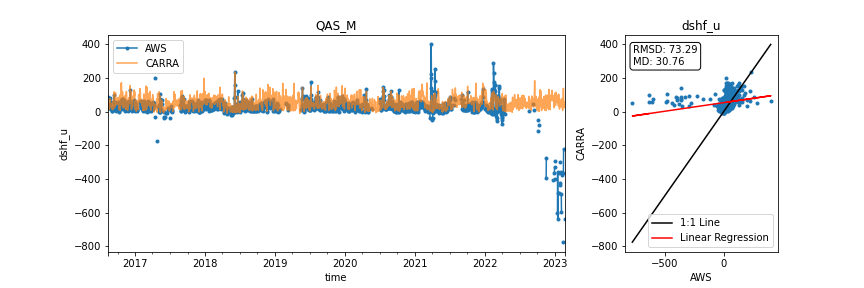 QAS_M
dshf_u
400
200
0
−200
−400
−600
−800
dshf_u
AWS
CARRA
2017
2018
2019
2020
2021
2022
2023
time
dshf_u
400
200
0
−200
−400
−600
−800
CARRA
RMSD: 73.29
MD: 30.76
1:1 Line
Linear Regression
−500
0
AWS